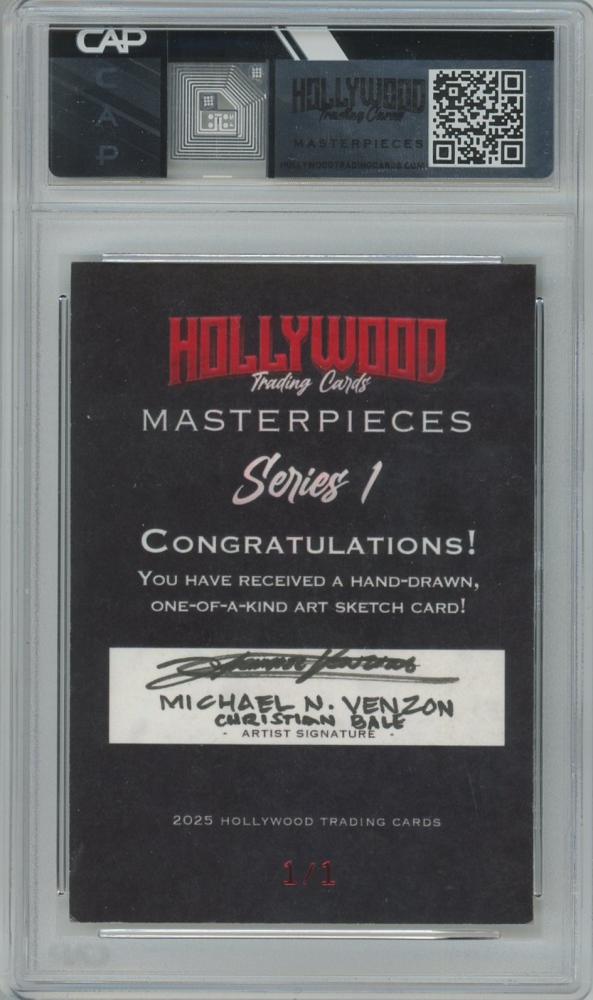 CAP
C
A
P
HOLLYWOOD
Trading Cards
MASTERPIECES
HOLLYWOODTRADINGCARDS.COM
HOLLYWOOD
Trading Cards
MASTERPIECES
Series 1
CONGRATULATIONS!
YOU HAVE RECEIVED A HAND-DRAWN,
ONE-OF-A-KIND ART SKETCH CARD!
MICHAEL N. VENZON
CHRISTIAN BALE
- ARTIST SIGNATURE -
2025 HOLLYWOOD TRADING CARDS
1/1